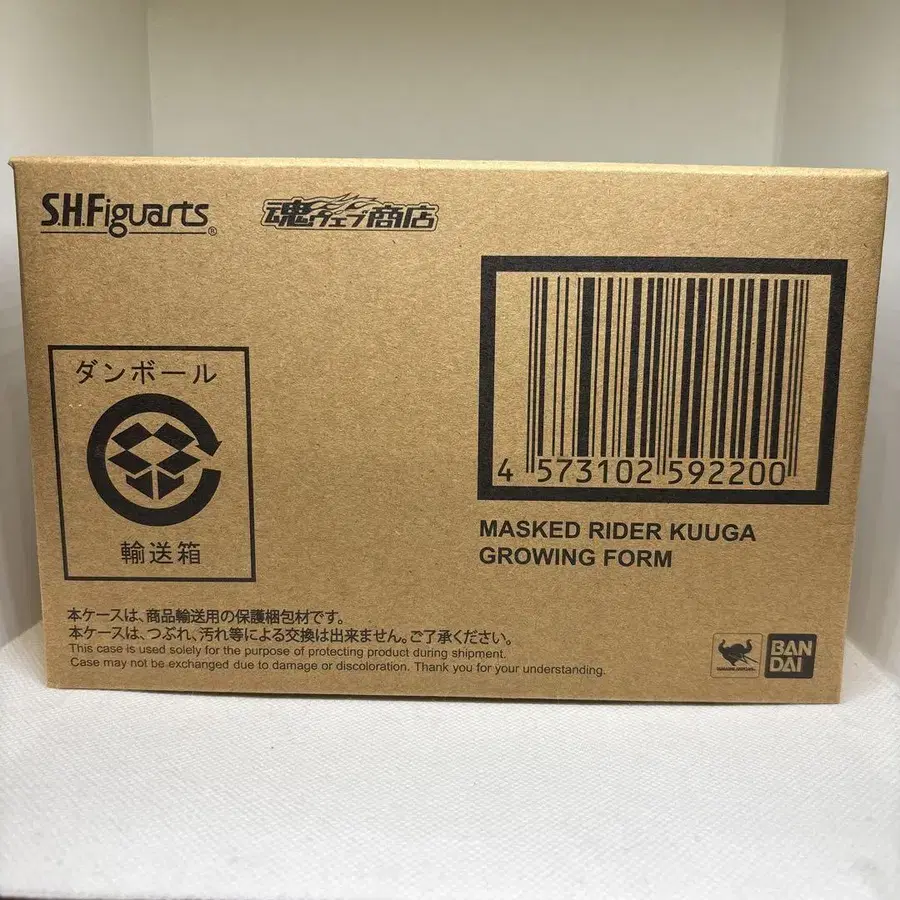 S.H.Figuarts®
魂ウェブ商店
ダンボール
輸送箱
4 573102 592200
MASKED RIDER KUUGA
GROWING FORM
本ケースは、商品輸送用の保護梱包材です。
本ケースは、つぶれ、汚れ等による交換は出来ません。ご了承ください。
This case is used solely for the purpose of protecting product during shipment.
Case may not be exchanged due to damage or discoloration. Thank you for your understanding.
BAN
DAI